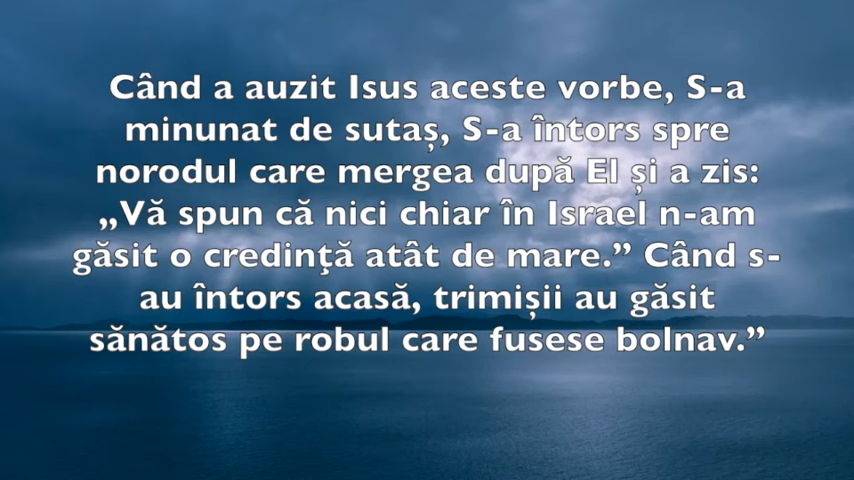 Când a auzit Isus aceste vorbe, S-a
minunat de sutaș, S-a întors spre
norodul care mergea după El și a zis:
„Vă spun că nici chiar în Israel n-am
găsit o credinţă atât de mare.” Când s-
au întors acasă, trimișii au găsit
sănătos pe robul care fusese bolnav.”